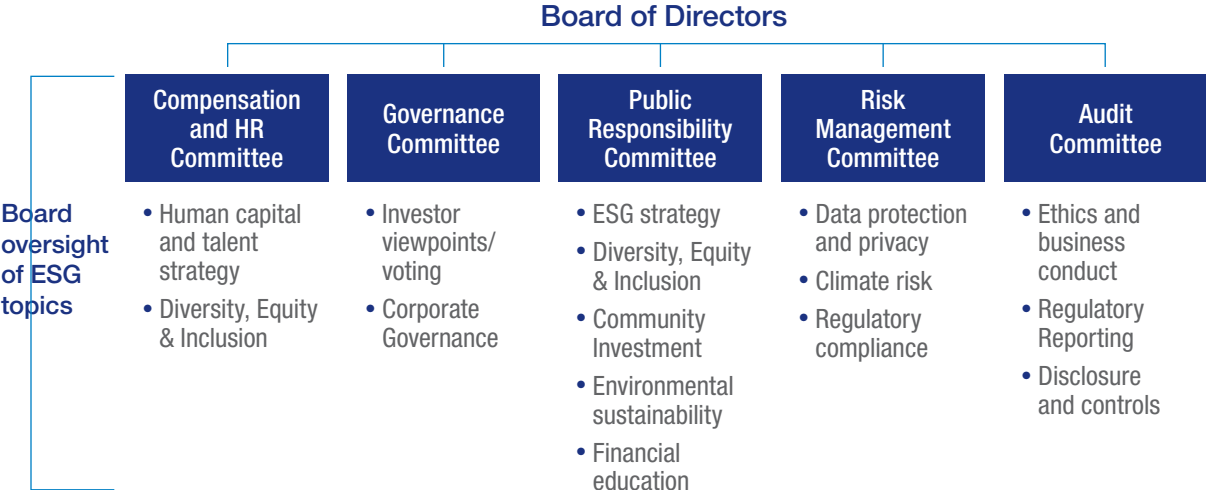 Board of Directors
Compensation
and HR
Committee
Governance
Committee
Public
Responsibility
Committee
Risk
Management
Committee
Audit
Committee
Board
oversight
of ESG
topics
• Human capital
and talent
strategy
• Diversity, Equity
& Inclusion
• Investor
viewpoints/
voting
• Corporate
Governance
• ESG strategy
• Diversity, Equity
& Inclusion
• Community
Investment
• Environmental
sustainability
• Financial
education
• Data protection
and privacy
• Climate risk
• Regulatory
compliance
• Ethics and
business
conduct
• Regulatory
Reporting
• Disclosure
and controls